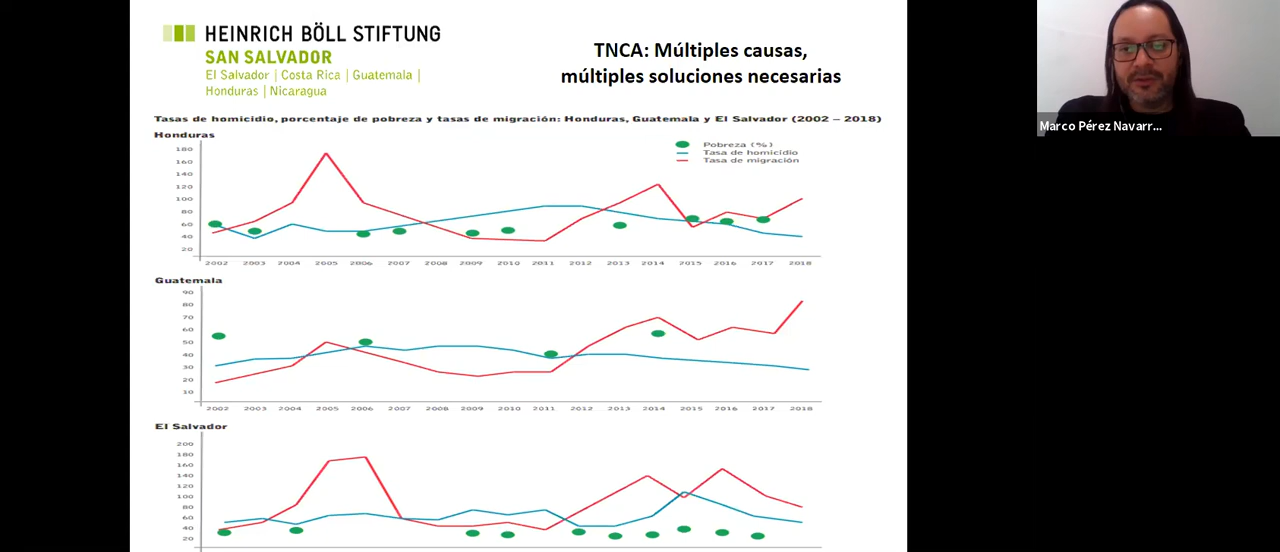 HEINRICH BÖLL STIFTUNG
SAN SALVADOR
El Salvador | Costa Rica | Guatemala |
Honduras | Nicaragua
TNCA: Múltiples causas,
múltiples soluciones necesarias
Marco Pérez Navarr...
Tasas de homicidio, porcentaje de pobreza y tasas de migración: Honduras, Guatemala y El Salvador (2002 – 2018)
Honduras
180
160
140
120
100
80
60
40
20
Pobreza (%)
Tasa de homicidio
Tasa de migración
2002 2003 2004 2005 2006 2007 2008 2009 2010 2011 2012 2013 2014 2015 2016 2017 2018
Guatemala
90
80
70
60
50
40
30
20
10
2002 2003 2004 2005 2006 2007 2008 2009 2010 2011 2012 2013 2014 2015 2016 2017 2018
El Salvador
200
180
160
140
120
100
80
60
40
20